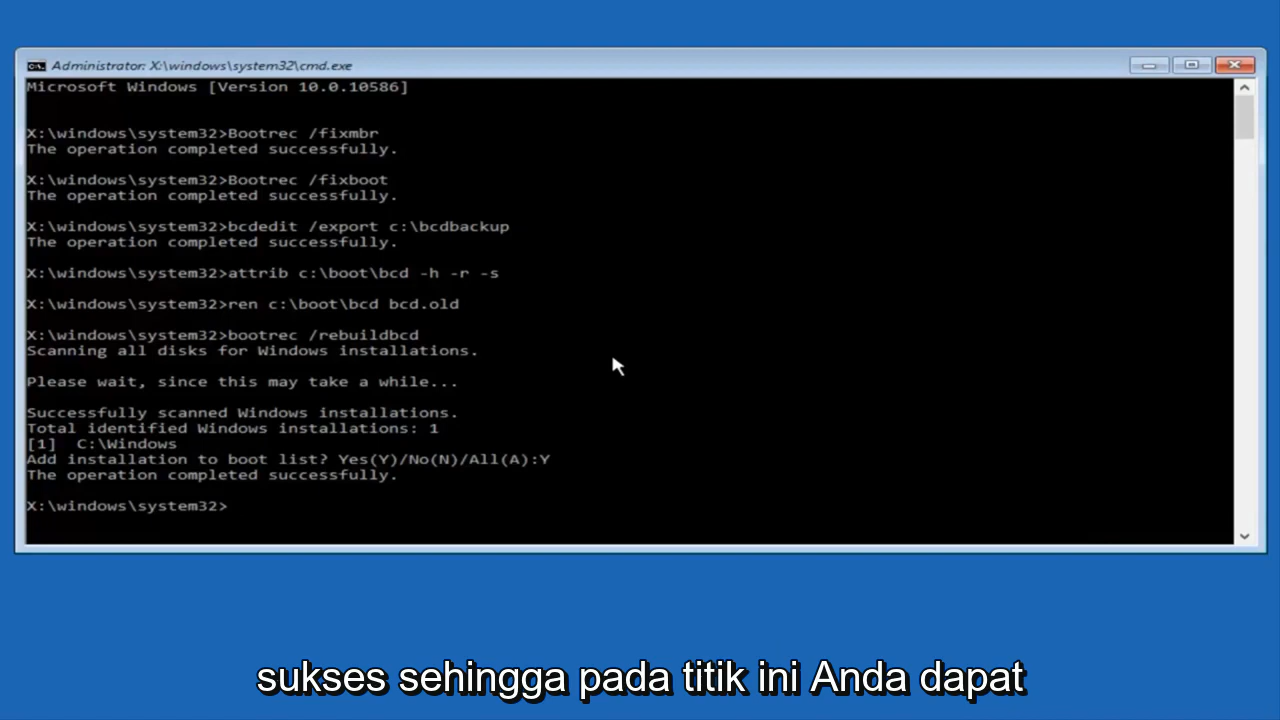 Administrator: X:\windows\system32\cmd.exe
Microsoft Windows [Version 10.0.10586]
X:\windows\system32>Bootrec /fixmbr
The operation completed successfully.
X:\windows\system32>Bootrec /fixboot
The operation completed successfully.
X:\windows\system32>bcdedit /export c:\bcdbackup
The operation completed successfully.
X:\windows\system32>attrib c:\boot\bcd -h -r -s
X:\windows\system32>ren c:\boot\bcd bcd.old
X:\windows\system32>bootrec /rebuildbcd
Scanning all disks for Windows installations.
Please wait, since this may take a while...
Successfully scanned Windows installations.
Total identified Windows installations: 1
[1]  C:\Windows
Add installation to boot list? Yes(Y)/No(N)/All(A):Y
The operation completed successfully.
X:\windows\system32>
sukses sehingga pada titik ini Anda dapat